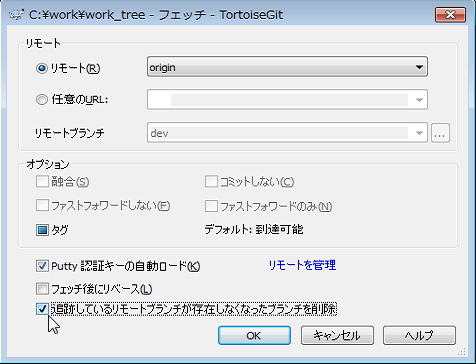 C:¥work¥work_tree - フェッチ - TortoiseGit
リモート
リモート(R)
origin
任意のURL:
リモートブランチ
dev
...
オプション
融合(S)
コミットしない(C)
ファストフォワードしない(F)
ファストフォワードのみ(N)
タグ
デフォルト: 到達可能
Putty 認証キーの自動ロード(K)
リモートを管理
フェッチ後にリベース(L)
追跡しているリモートブランチが存在しなくなったブランチを削除
OK
キャンセル
ヘルプ